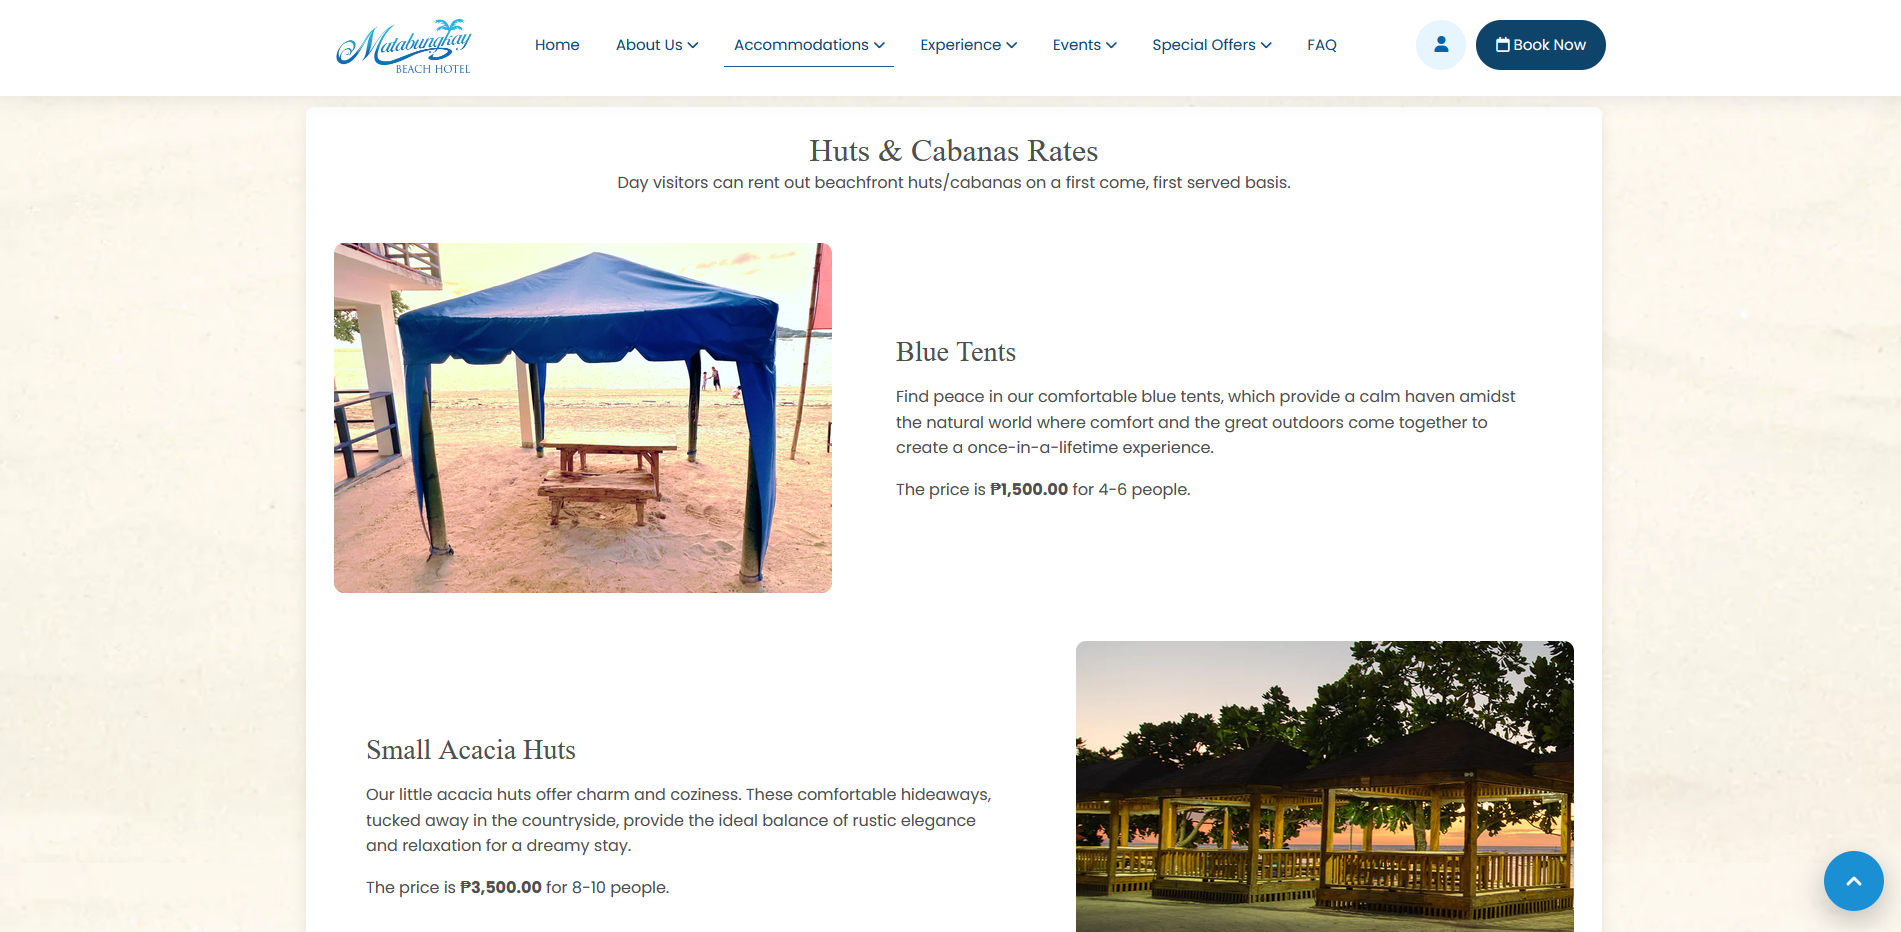 Matabungkay
BEACH HOTEL
Home
About Us
Accommodations
Experience
Events
Special Offers
FAQ
Book Now
Huts & Cabanas Rates
Day visitors can rent out beachfront huts/cabanas on a first come, first served basis.
Blue Tents
Find peace in our comfortable blue tents, which provide a calm haven amidst
the natural world where comfort and the great outdoors come together to
create a once-in-a-lifetime experience.
The price is ₱1,500.00 for 4-6 people.
Small Acacia Huts
Our little acacia huts offer charm and coziness. These comfortable hideaways,
tucked away in the countryside, provide the ideal balance of rustic elegance
and relaxation for a dreamy stay.
The price is ₱3,500.00 for 8-10 people.